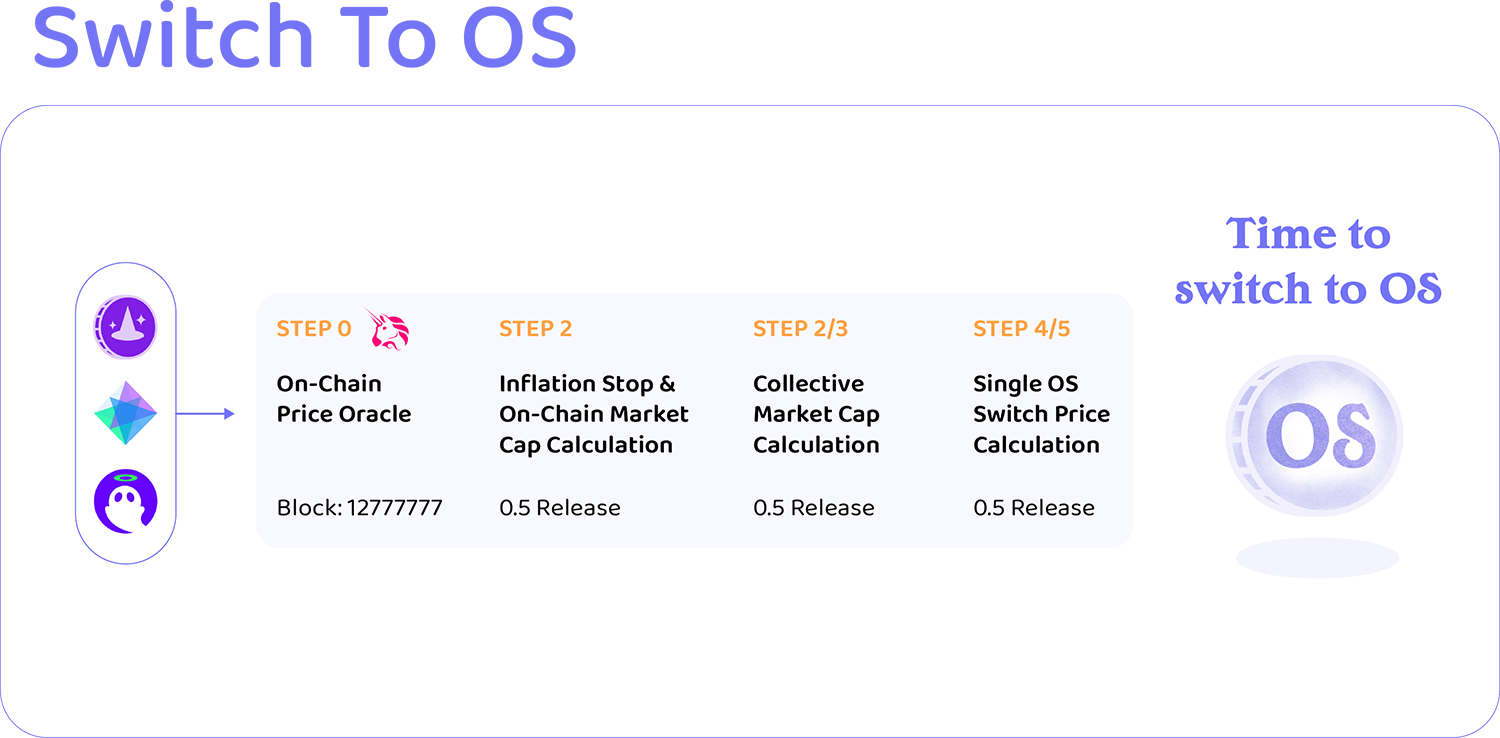 Switch To OS
Time to
switch to OS
STEP 0
On-Chain
Price Oracle
Block: 12777777
STEP 2
Inflation Stop &
On-Chain Market
Cap Calculation
0.5 Release
STEP 2/3
Collective
Market Cap
Calculation
0.5 Release
STEP 4/5
Single OS
Switch Price
Calculation
0.5 Release
OS